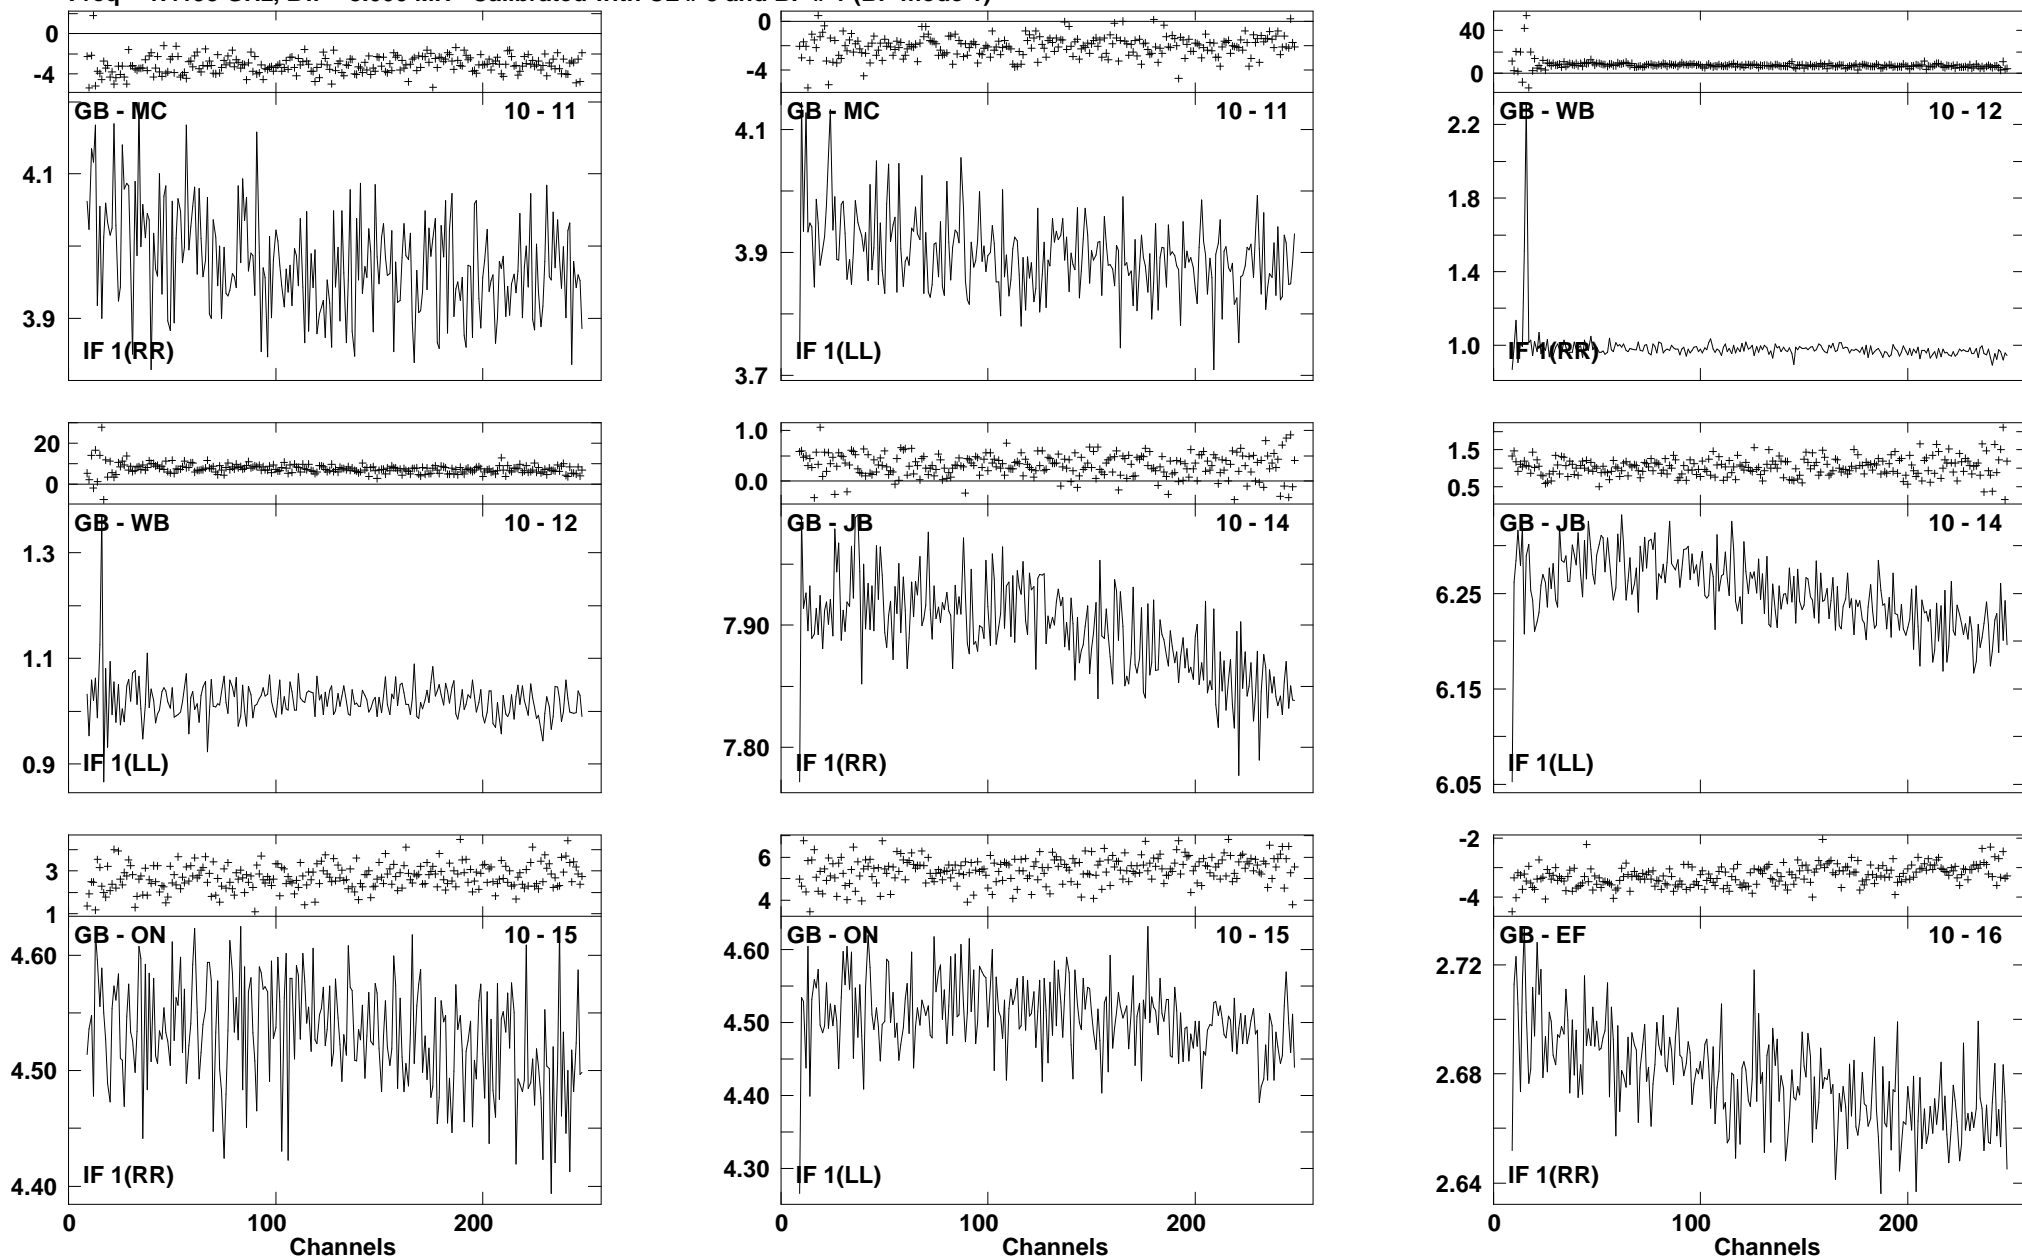 0
-4
GB - MC 10 - 11
4.1
3.9
IF 1(RR)
0
-4
GB - MC 10 - 11
4.1
3.9
3.7
IF 1(LL)
40
0
GB - WB 10 - 12
2.2
1.8
1.4
1.0
IF 1(RR)
20
0
GB - WB 10 - 12
1.3
1.1
0.9
IF 1(LL)
1.0
0.0
GB - JB 10 - 14
7.90
7.80
IF 1(RR)
1.5
0.5
GB - JB 10 - 14
6.25
6.15
6.05
IF 1(LL)
3
1
GB - ON 10 - 15
4.60
4.50
4.40
IF 1(RR)
0 100 200
Channels
6
4
GB - ON 10 - 15
4.60
4.50
4.40
4.30
IF 1(LL)
0 100 200
Channels
-2
-4
GB - EF 10 - 16
2.72
2.68
2.64
IF 1(RR)
0 100 200
Channels